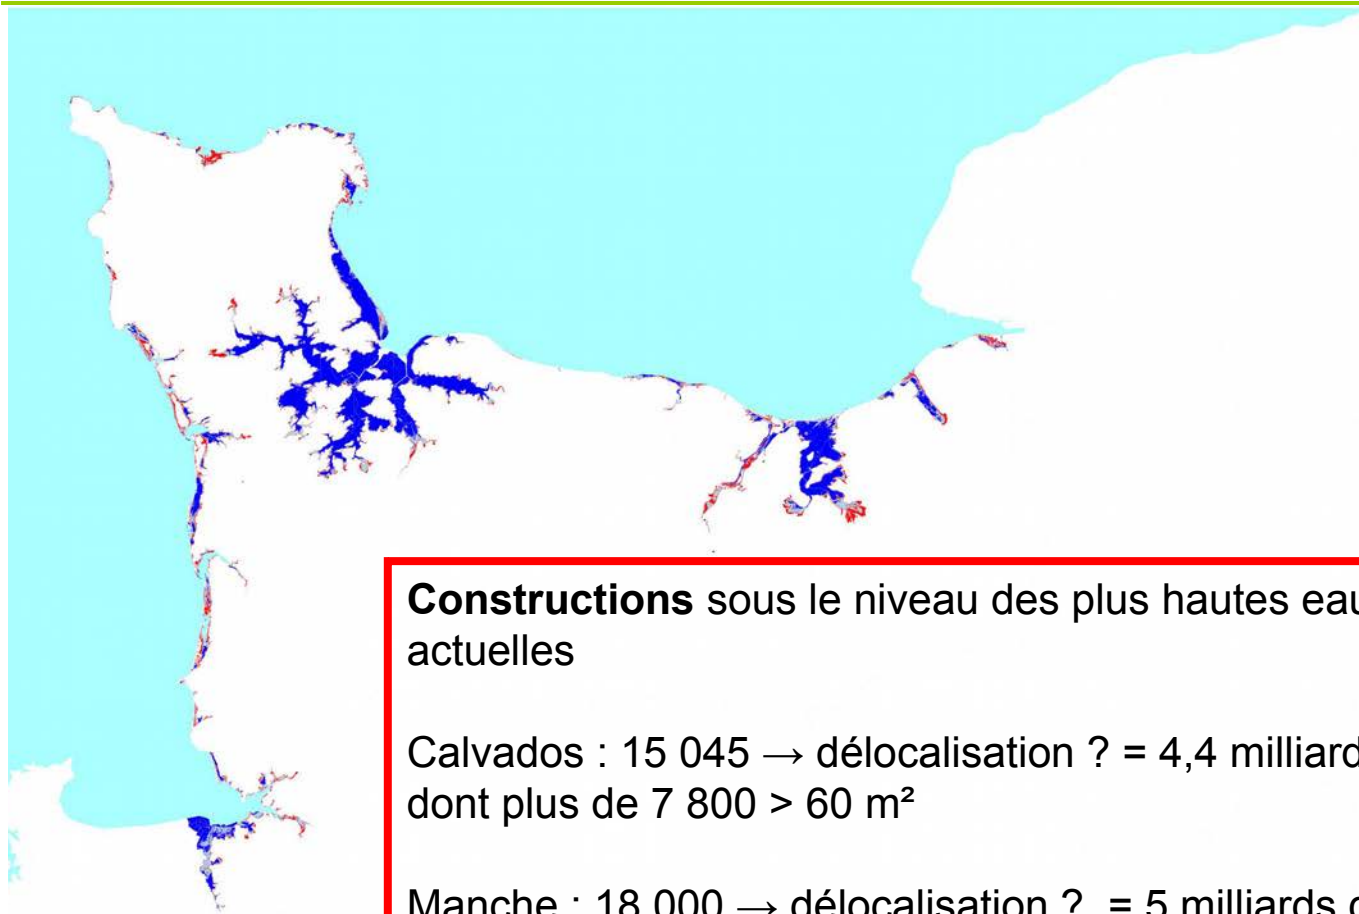 Constructions sous le niveau des plus hautes eau
actuelles
Calvados : 15 045 → délocalisation ? = 4,4 milliard
dont plus de 7 800 > 60 m²
Manche : 18 000 → délocalisation ? = 5 milliards d